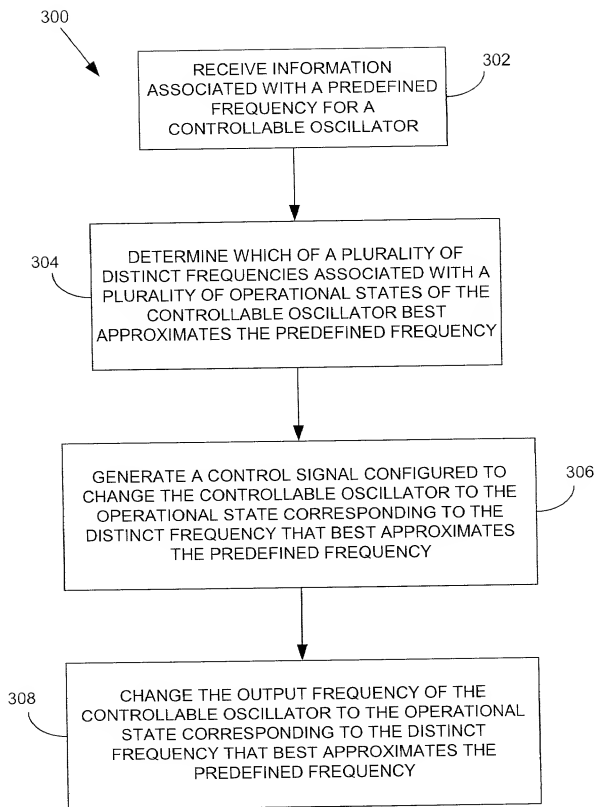 300
RECEIVE INFORMATION
ASSOCIATED WITH A PREDEFINED
FREQUENCY FOR A
CONTROLLABLE OSCILLATOR
302
304
DETERMINE WHICH OF A PLURALITY OF
DISTINCT FREQUENCIES ASSOCIATED WITH A
PLURALITY OF OPERATIONAL STATES OF THE
CONTROLLABLE OSCILLATOR BEST
APPROXIMATES THE PREDEFINED FREQUENCY
GENERATE A CONTROL SIGNAL CONFIGURED TO
CHANGE THE CONTROLLABLE OSCILLATOR TO THE
OPERATIONAL STATE CORRESPONDING TO THE
DISTINCT FREQUENCY THAT BEST APPROXIMATES
THE PREDEFINED FREQUENCY
306
308
CHANGE THE OUTPUT FREQUENCY OF THE
CONTROLLABLE OSCILLATOR TO THE OPERATIONAL
STATE CORRESPONDING TO THE DISTINCT
FREQUENCY THAT BEST APPROXIMATES THE
PREDEFINED FREQUENCY